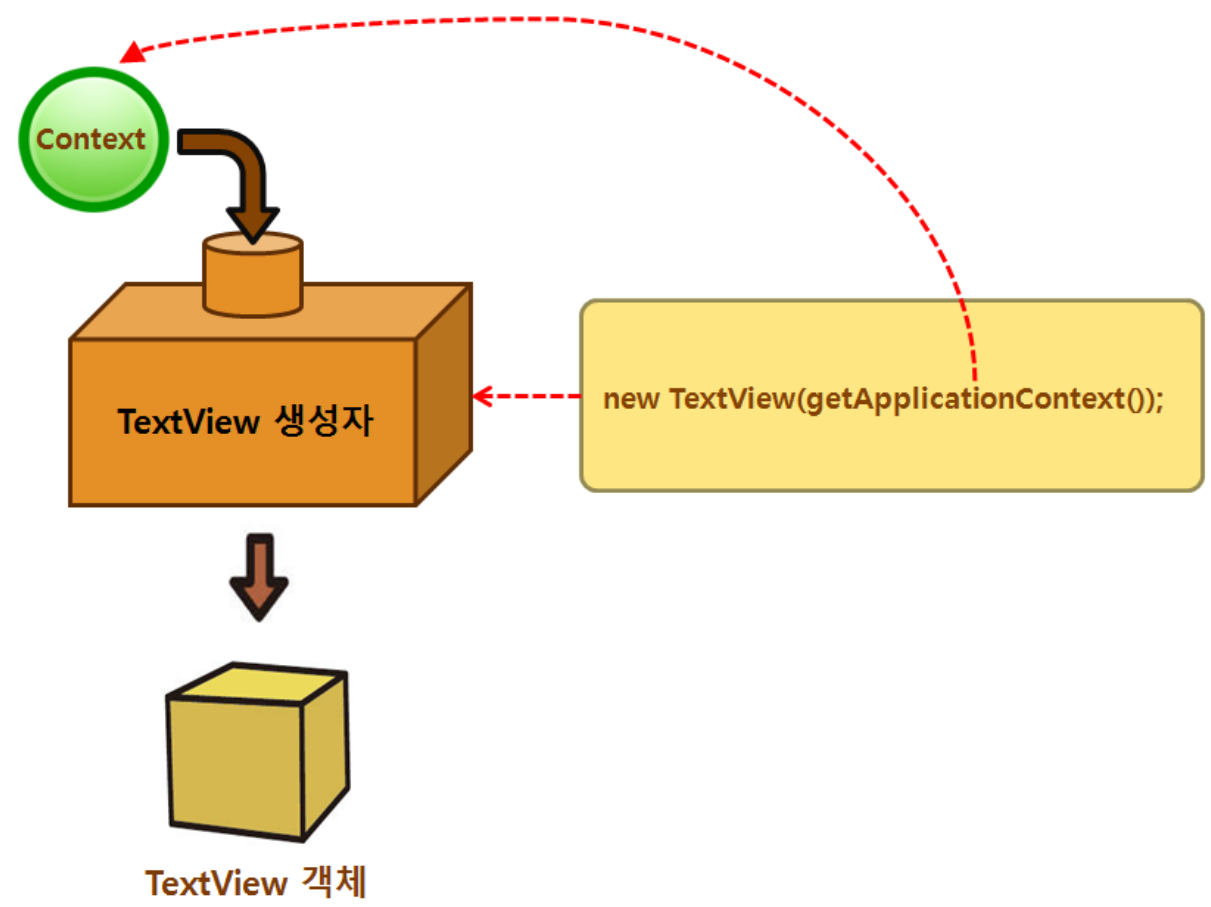 Context
TextView 생성자
new TextView(getApplicationContext());
TextView 객체